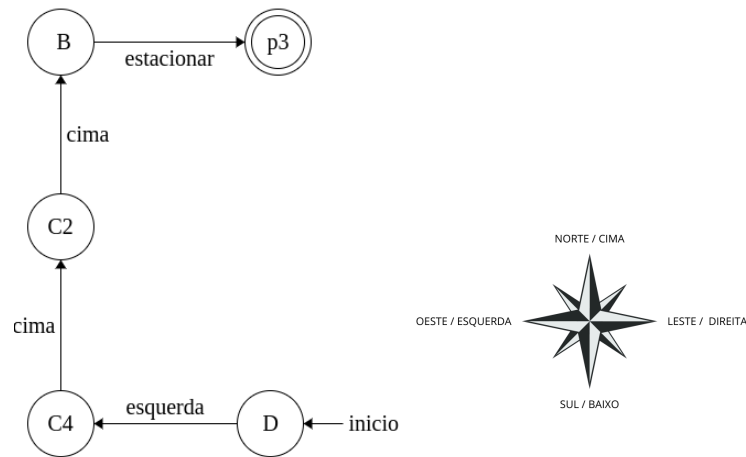 B
estacionar
p3
cima
C2
cima
C4
esquerda
D
inicio
NORTE / CIMA
OESTE / ESQUERDA
LESTE / DIREITA
SUL / BAIXO